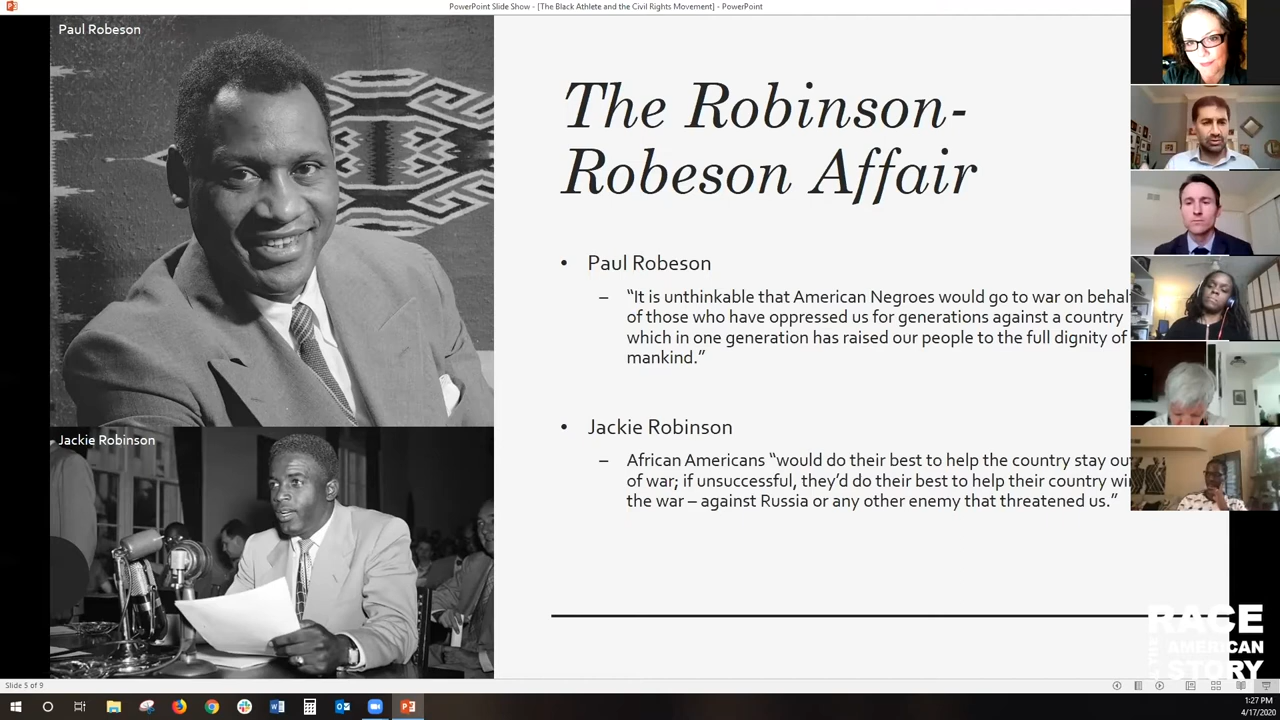 PowerPoint Slide Show - [The Black Athlete and the Civil Rights Movement] - PowerPoint
Paul Robeson
The Robinson-
Robeson Affair
• Paul Robeson
– “It is unthinkable that American Negroes would go to war on behal
of those who have oppressed us for generations against a country
which in one generation has raised our people to the full dignity of
mankind.”
Jackie Robinson
• Jackie Robinson
– African Americans “would do their best to help the country stay ou
of war; if unsuccessful, they’d do their best to help their country wi
the war – against Russia or any other enemy that threatened us.”
RACE
& THE AMERICAN
STORY
Slide 5 of 9
1:27 PM
4/17/2020